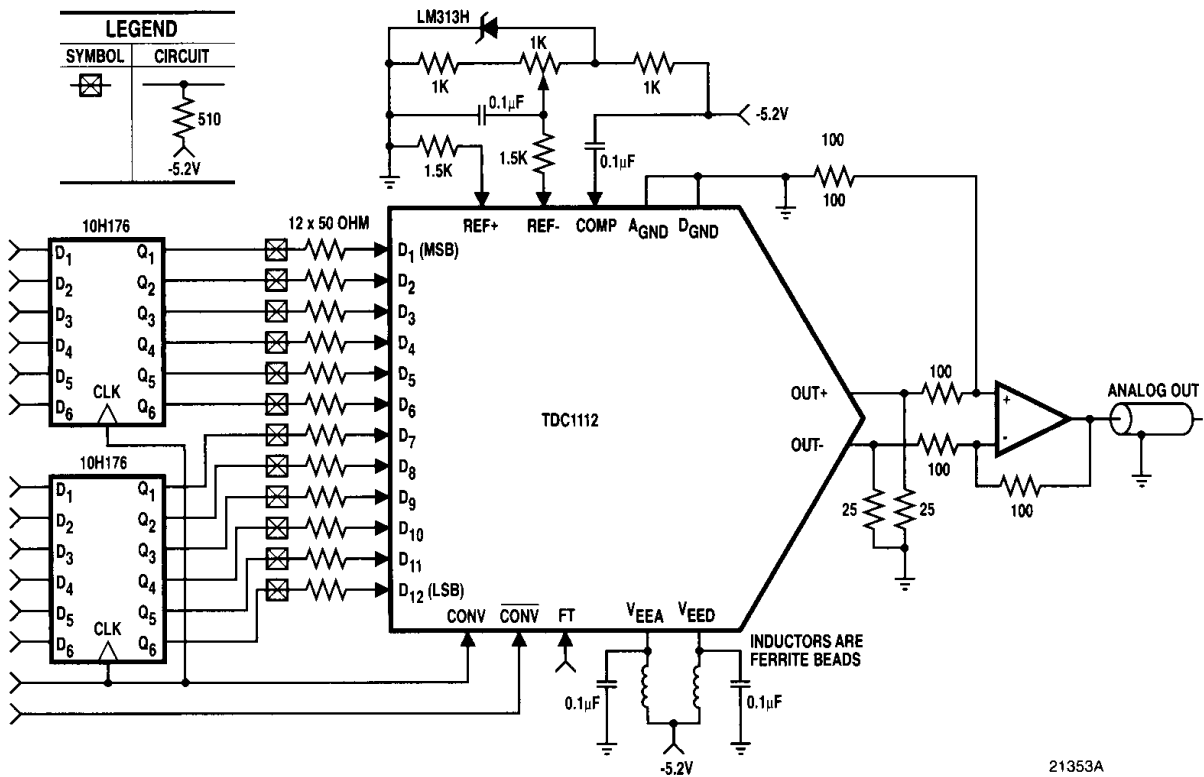 LEGEND
SYMBOL CIRCUIT
510
-5.2V
LM313H
1K
1K
1K
0.1µF
-5.2V
1.5K
1.5K
0.1µF
100
100
REF+ REF- COMP AGND DGND
10H176
12 x 50 OHM
D1 Q1
D2 Q2
D3 Q3
D4 Q4
D5 Q5
D6 Q6
CLK
D1 (MSB)
D2
D3
D4
D5
D6
D7
D8
D9
D10
D11
D12 (LSB)
TDC1112
OUT+
OUT-
100
100
+
-
100
25
25
ANALOG OUT
10H176
D1 Q1
D2 Q2
D3 Q3
D4 Q4
D5 Q5
D6 Q6
CLK
CONV CONV FT VEEA VEED
INDUCTORS ARE
FERRITE BEADS
0.1µF
0.1µF
-5.2V
21353A